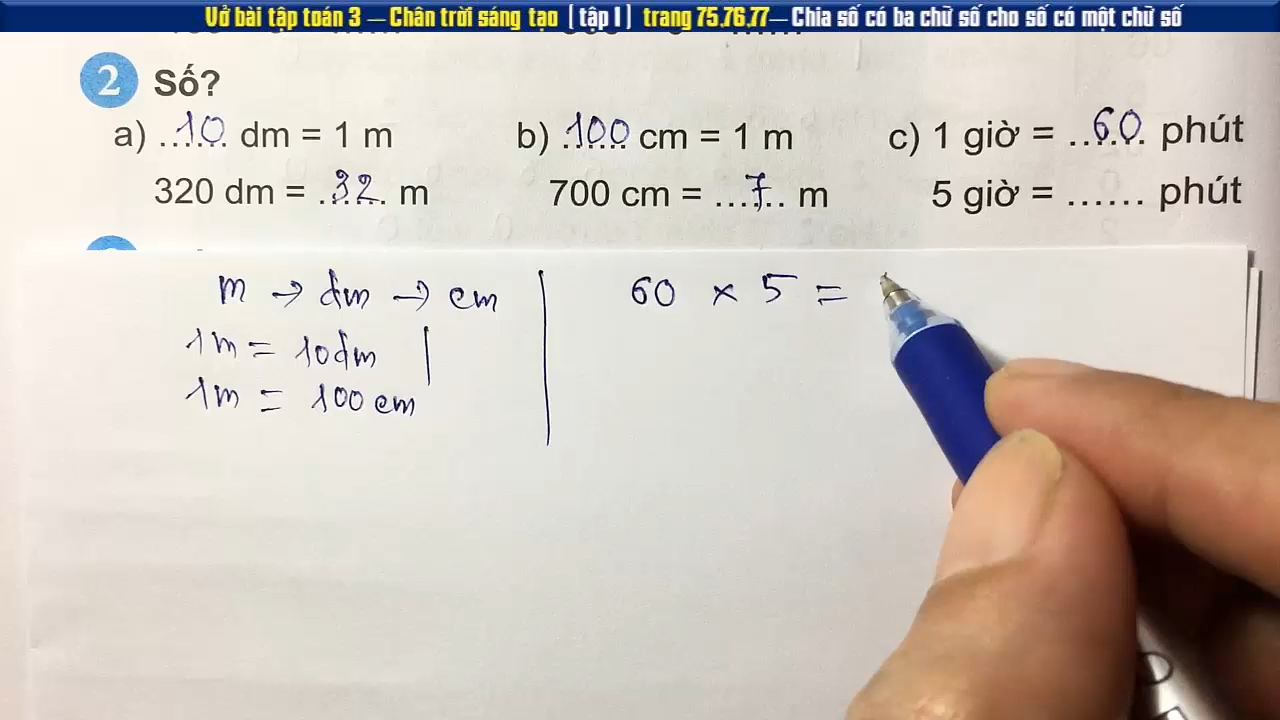 Vở bài tập toán 3 – Chân trời sáng tạo (tập 1) trang 75,76,77– Chia số có ba chữ số cho số có một chữ số
2 Số?
a) ..10.. dm = 1 m b) 100 cm = 1 m c) 1 giờ = ..60.. phút
320 dm = ..32.. m 700 cm = ...7... m 5 giờ = ...... phút
m → dm → cm 60 × 5 =
1m = 10dm
1m = 100cm